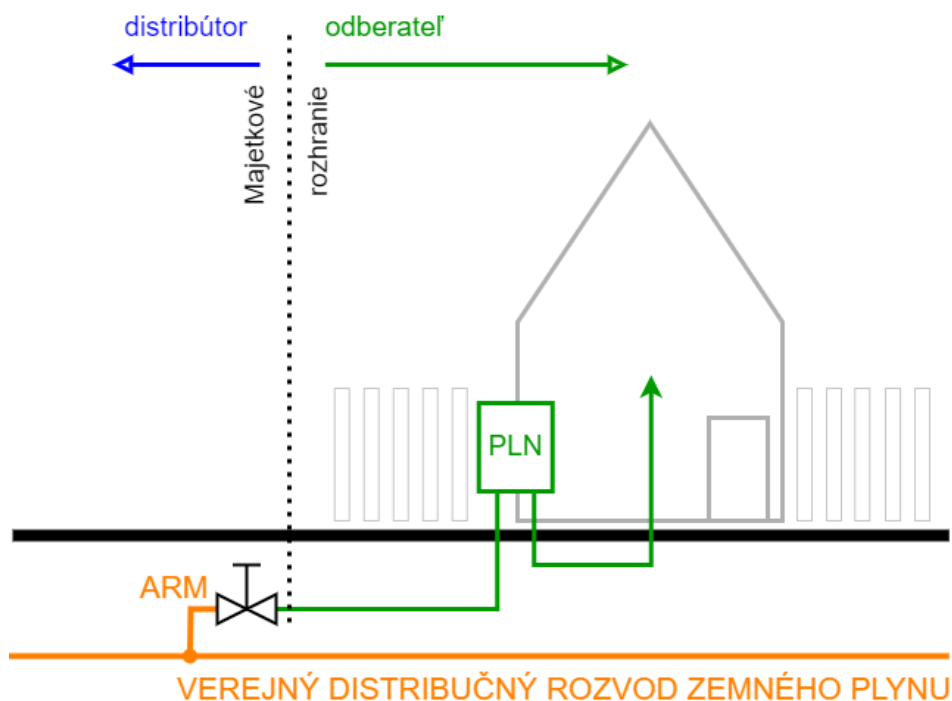 distribútor
odberateľ
Majetkové
rozhranie
PLN
ARM
VEREJNÝ DISTRIBUČNÝ ROZVOD ZEMNÉHO PLYNU